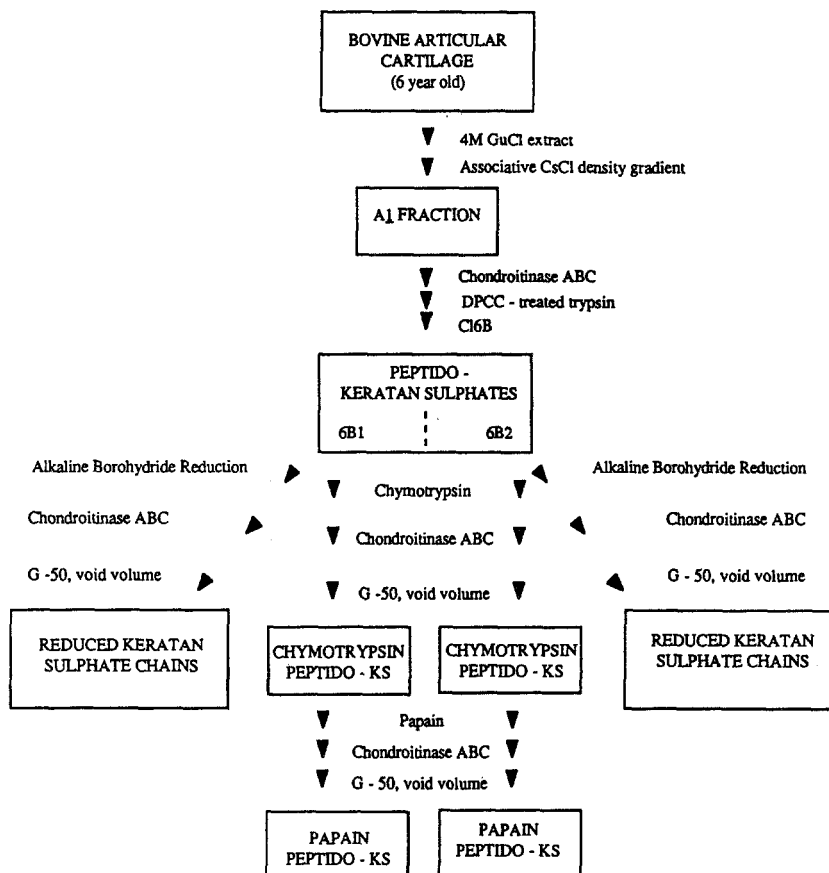 BOVINE ARTICULAR
CARTILAGE
(6 year old)
4M GuCl extract
Associative CsCl density gradient
A1 FRACTION
Chondroitinase ABC
DPCC - treated trypsin
Cl6B
PEPTIDO -
KERATAN SULPHATES
6B1 6B2
Alkaline Borohydride Reduction
Chymotrypsin
Alkaline Borohydride Reduction
Chondroitinase ABC
Chondroitinase ABC
Chondroitinase ABC
G -50, void volume
G -50, void volume
G - 50, void volume
REDUCED KERATAN
SULPHATE CHAINS
CHYMOTRYPSIN
PEPTIDO - KS
CHYMOTRYPSIN
PEPTIDO - KS
REDUCED KERATAN
SULPHATE CHAINS
Papain
Chondroitinase ABC
G - 50, void volume
PAPAIN
PEPTIDO - KS
PAPAIN
PEPTIDO - KS